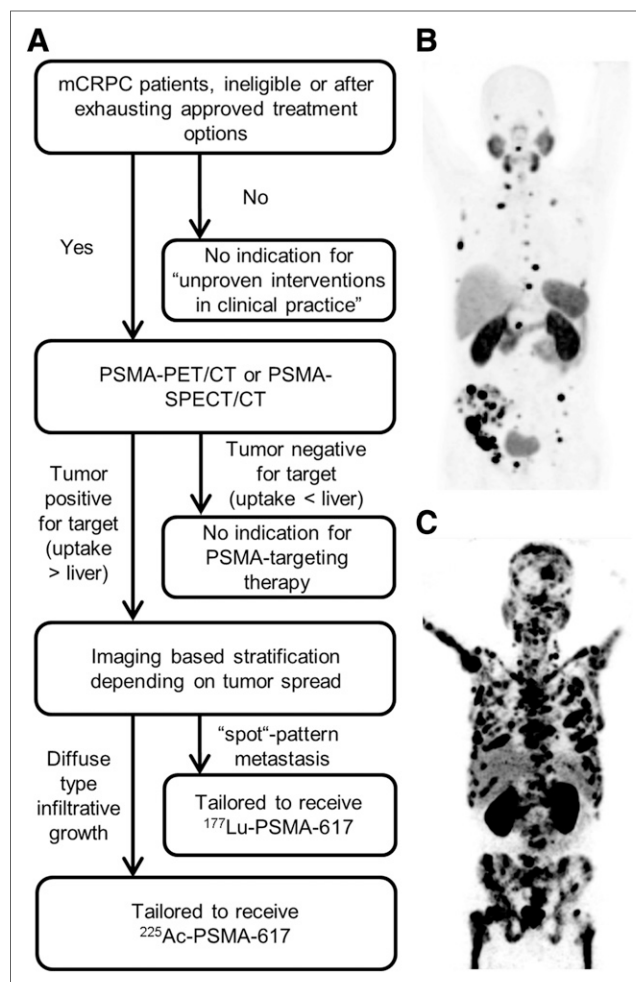 A
mCRPC patients, ineligible or after
exhausting approved treatment
options
No
Yes
No indication for
“unproven interventions
in clinical practice”
PSMA-PET/CT or PSMA-
SPECT/CT
Tumor
positive
for target
(uptake
> liver)
Tumor negative
for target
(uptake < liver)
No indication for
PSMA-targeting
therapy
Imaging based stratification
depending on tumor spread
Diffuse
type
infiltrative
growth
“spot“-pattern
metastasis
Tailored to receive
¹⁷⁷Lu-PSMA-617
Tailored to receive
²²⁵Ac-PSMA-617
B
C